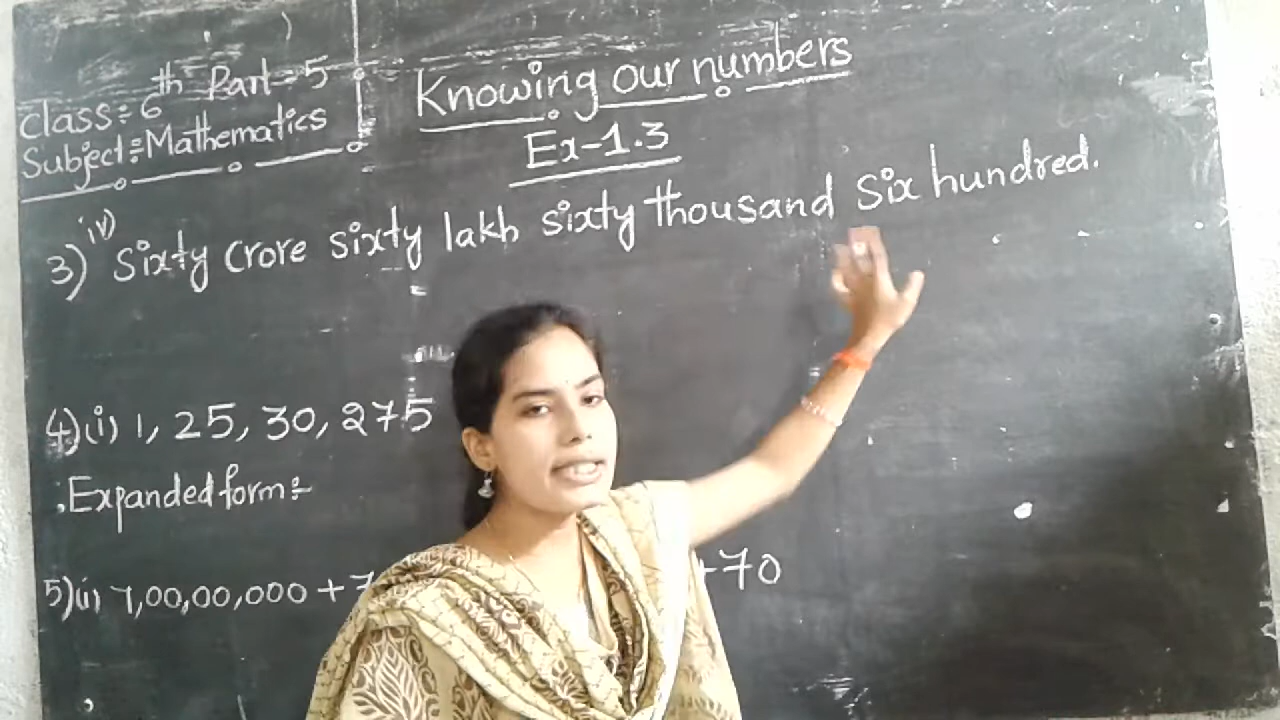 Class:- 6th Part-5
Subject:- Mathematics
Knowing our numbers
Ex-1.3
3) iv) Sixty crore sixty lakh sixty thousand six hundred.
4)(i) 1, 25, 30, 275
Expanded form:-
5)(i) 7,00,00,000 + 7 +70